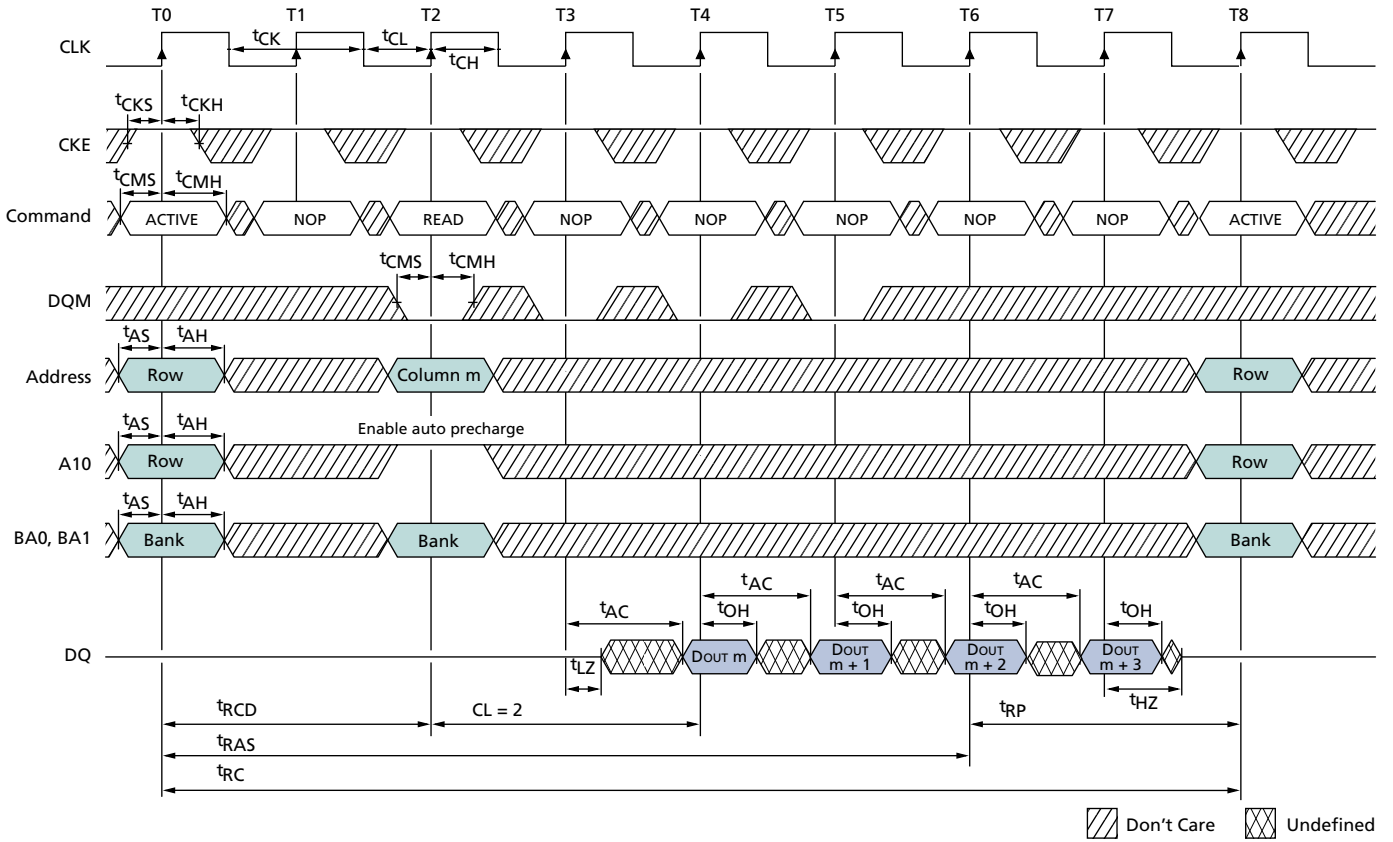 T0 T1 T2 T3 T4 T5 T6 T7 T8
CLK
tCK tCL
tCH
tCKS tCKH
CKE
tCMS tCMH
Command ACTIVE NOP READ NOP NOP NOP NOP NOP ACTIVE
tCMS tCMH
DQM
tAS tAH
Address Row Column m Row
Enable auto precharge
tAS tAH
A10 Row Row
tAS tAH
BA0, BA1 Bank Bank Bank
tAC tAC tAC
tAC tOH tOH tOH tOH
DQ DOUT m DOUT m + 1 DOUT m + 2 DOUT m + 3
tLZ tHZ
tRCD CL = 2 tRP
tRAS
tRC
Don't Care Undefined